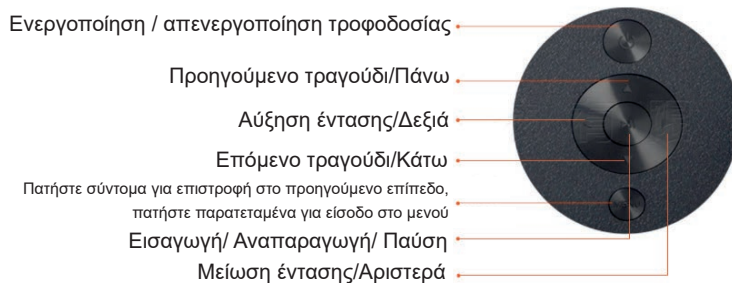 Ενεργοποίηση / απενεργοποίηση τροφοδοσίας
Προηγούμενο τραγούδι/Πάνω
Αύξηση έντασης/Δεξιά
Επόμενο τραγούδι/Κάτω
Πατήστε σύντομα για επιστροφή στο προηγούμενο επίπεδο,
πατήστε παρατεταμένα για είσοδο στο μενού
Εισαγωγή/ Αναπαραγωγή/ Παύση
Μείωση έντασης/Αριστερά